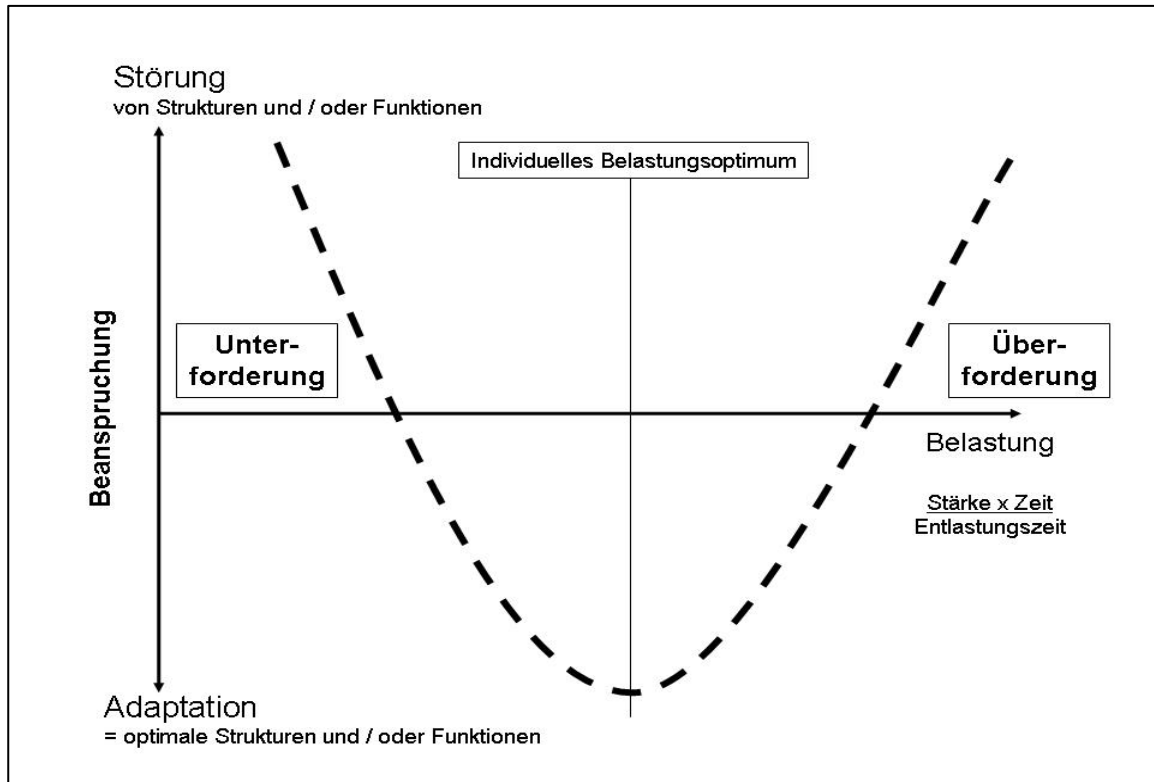 Störung
von Strukturen und / oder Funktionen
Individuelles Belastungsoptimum
Beanspruchung
Unter-
forderung
Über-
forderung
Belastung
Stärke x Zeit
Entlastungszeit
Adaptation
= optimale Strukturen und / oder Funktionen